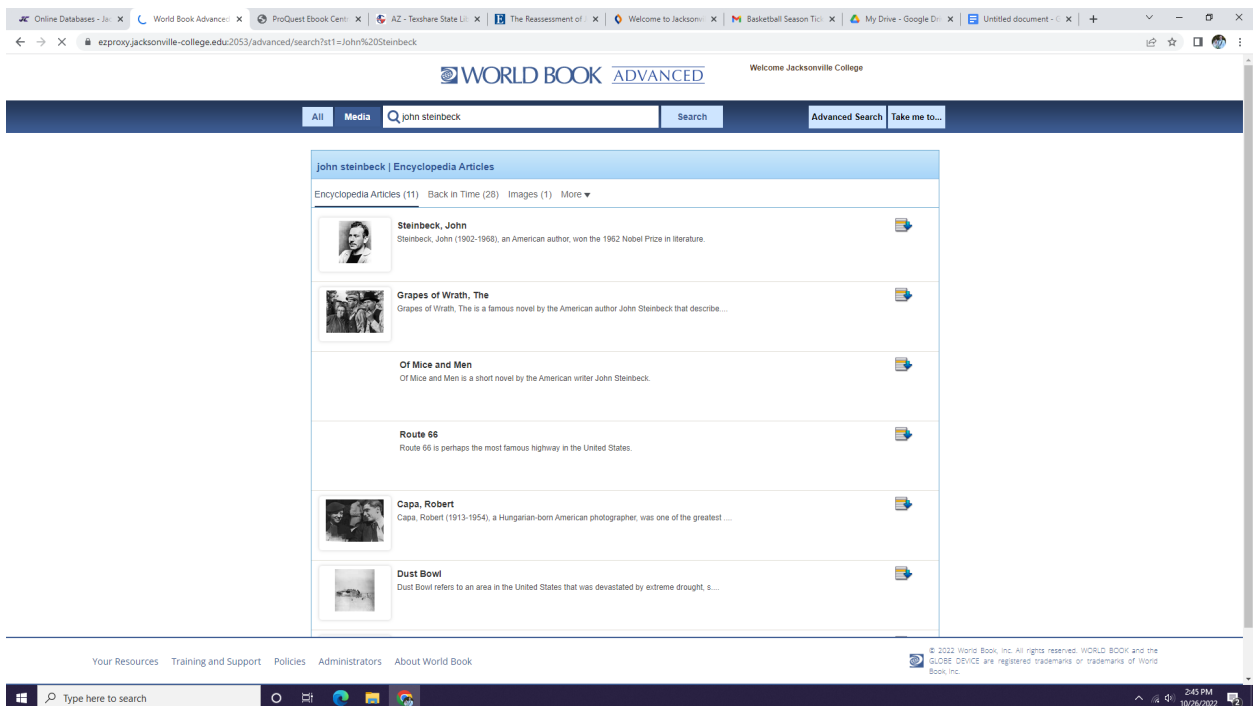 Online Databases - Jac
World Book Advanced
ProQuest Ebook Centr
AZ - Texshare State Lib
The Reassessment of J
Welcome to Jacksonvi
Basketball Season Tick
My Drive - Google Dri
Untitled document - G
ezproxy.jacksonville-college.edu:2053/advanced/search?st1=John%20Steinbeck
WORLD BOOK ADVANCED
Welcome Jacksonville College
All Media john steinbeck Search Advanced Search Take me to...
john steinbeck | Encyclopedia Articles
Encyclopedia Articles (11) Back in Time (28) Images (1) More
Steinbeck, John
Steinbeck, John (1902-1968), an American author, won the 1962 Nobel Prize in literature.
Grapes of Wrath, The
Grapes of Wrath, The is a famous novel by the American author John Steinbeck that describe....
Of Mice and Men
Of Mice and Men is a short novel by the American writer John Steinbeck.
Route 66
Route 66 is perhaps the most famous highway in the United States.
Capa, Robert
Capa, Robert (1913-1954), a Hungarian-born American photographer, was one of the greatest ....
Dust Bowl
Dust Bowl refers to an area in the United States that was devastated by extreme drought, s....
Your Resources Training and Support Policies Administrators About World Book
© 2022 World Book, Inc. All rights reserved. WORLD BOOK and the
GLOBE DEVICE are registered trademarks or trademarks of World
Book, Inc.
Type here to search
2:45 PM
10/26/2022